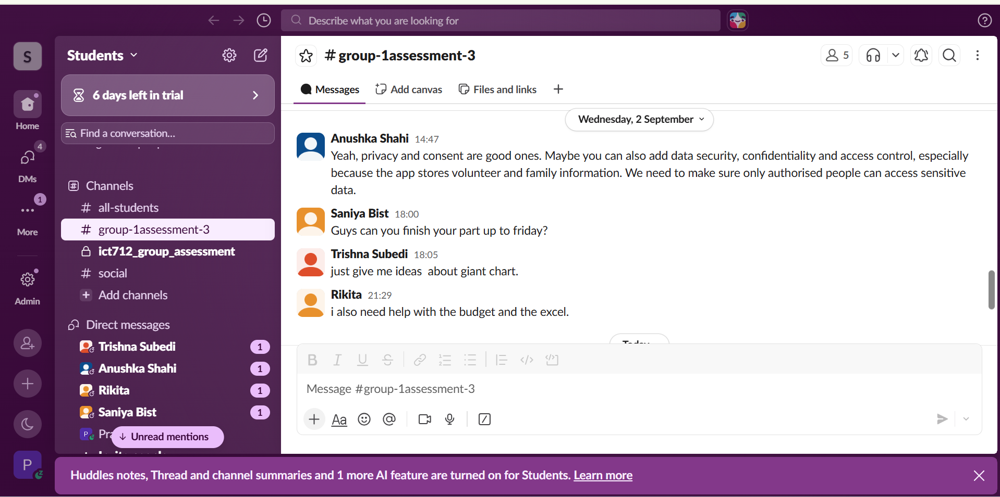 Describe what you are looking for
S
Home
4
DMs
1
More
Admin
P
Students
6 days left in trial
Find a conversation...
Channels
# all-students
# group-1assessment-3
ict712_group_assessment
# social
+ Add channels
Direct messages
Trishna Subedi 1
Anushka Shahi 1
Rikita 1
Saniya Bist 1
P
Unread mentions
# group-1assessment-3
5
Messages
Add canvas
Files and links
Wednesday, 2 September
Anushka Shahi 14:47
Yeah, privacy and consent are good ones. Maybe you can also add data security, confidentiality and access control, especially
because the app stores volunteer and family information. We need to make sure only authorised people can access sensitive
data.
Saniya Bist 18:00
Guys can you finish your part up to friday?
Trishna Subedi 18:05
just give me ideas  about giant chart.
Rikita 21:29
i also need help with the budget and the excel.
Today
B I U S
Message #group-1assessment-3
+ Aa @
Huddles notes, Thread and channel summaries and 1 more AI feature are turned on for Students. Learn more